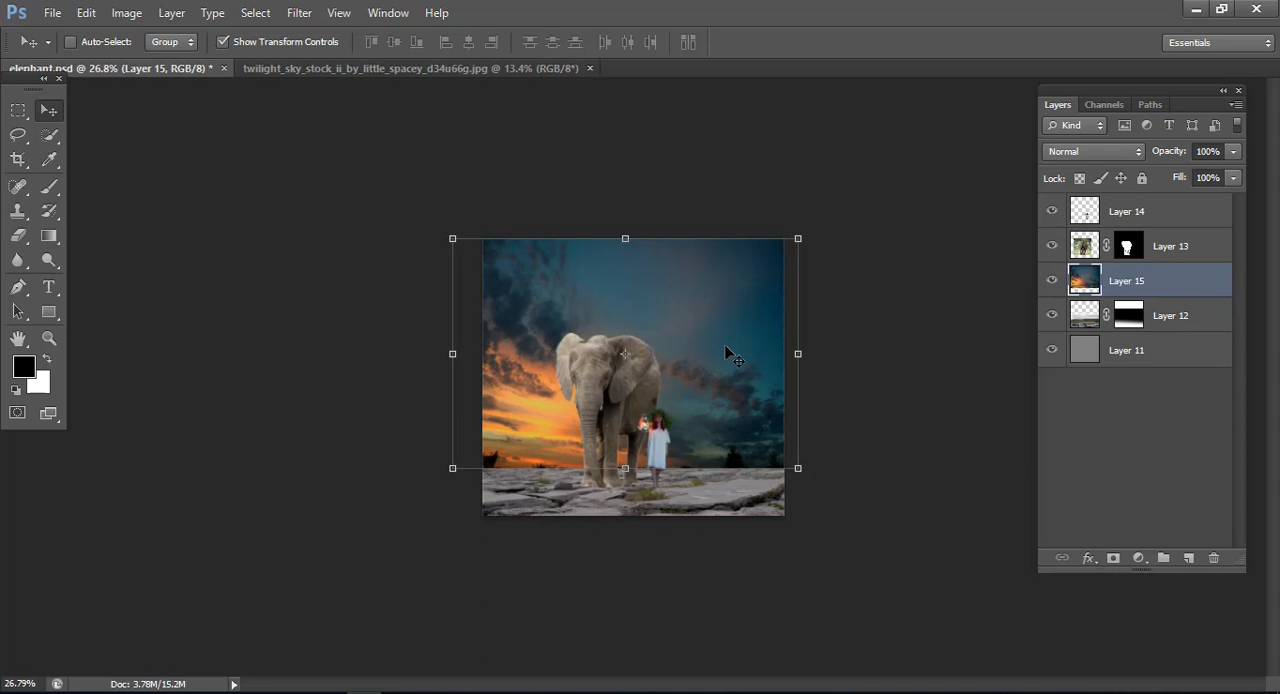 Ps File Edit Image Layer Type Select Filter View Window Help
Auto-Select: Group Show Transform Controls Essentials
elephant.psd @ 26.8% (Layer 15, RGB/8) * × twilight_sky_stock_ii_by_little_spacey_d34u66g.jpg @ 13.4% (RGB/8*) ×
Layers Channels Paths
Kind T
Normal Opacity: 100%
Lock: Fill: 100%
Layer 14
Layer 13
Layer 15
Layer 12
Layer 11
T
fx
26.79% Doc: 3.78M/15.2M